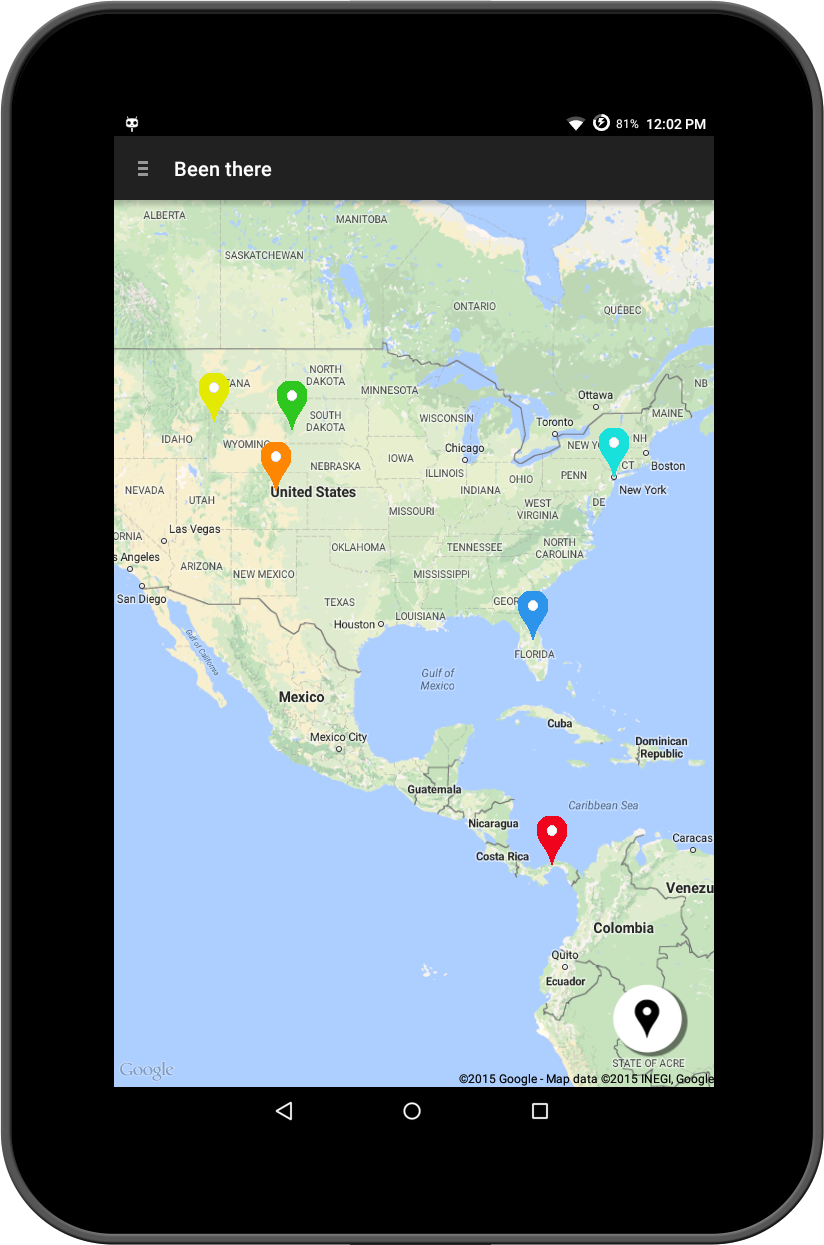 81% 12:02 PM
Been there
ALBERTA
MANITOBA
SASKATCHEWAN
ONTARIO
QUÉBEC
NORTH
DAKOTA
TANA
MINNESOTA
NB
Ottawa
MAINE
SOUTH
DAKOTA
WISCONSIN
Toronto
IDAHO
WYOMING
Chicago
NEW YO
NH
IOWA
NEBRASKA
ILLINOIS
OHIO
PENN
CT
Boston
NEVADA
United States
INDIANA
New York
UTAH
MISSOURI
WEST
VIRGINIA
DE
Las Vegas
ORNIA
OKLAHOMA
TENNESSEE
NORTH
CAROLINA
s Angeles
ARIZONA
NEW MEXICO
MISSISSIPPI
San Diego
TEXAS
GEOR
LOUISIANA
Houston
Gulf of
California
FLORIDA
Gulf of
Mexico
Mexico
Cuba
Mexico City
Dominican
Republic
Guatemala
Caribbean Sea
Nicaragua
Caracas
Costa Rica
Venezu
Colombia
Quito
Ecuador
STATE OF ACRE
Google
©2015 Google - Map data ©2015 INEGI, Google